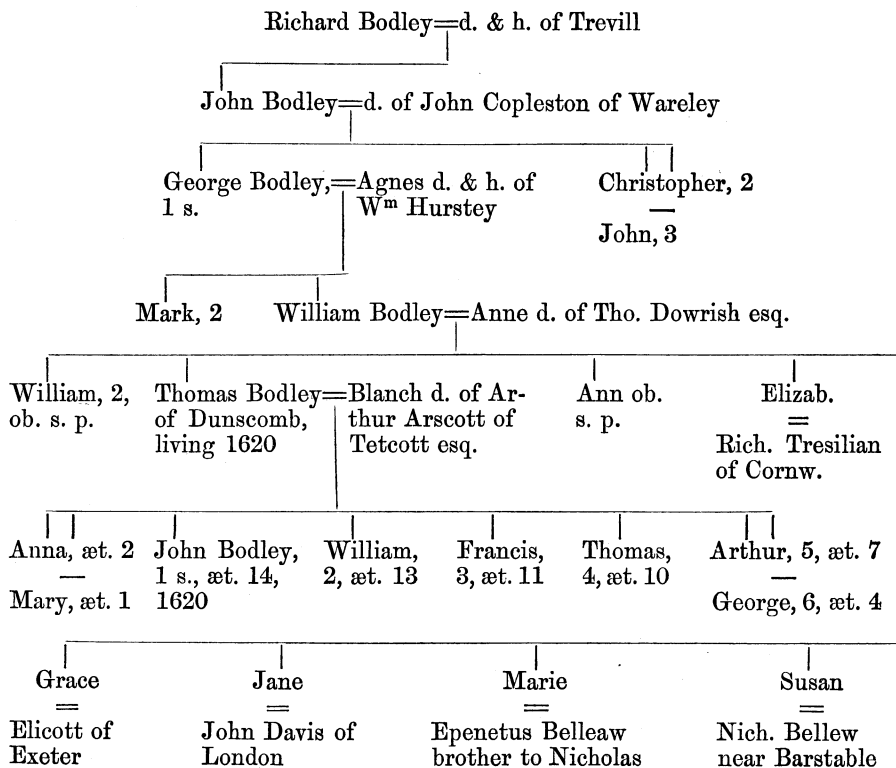 Richard Bodley=d. & h. of Trevill
John Bodley=d. of John Copleston of Wareley
George Bodley,=Agnes d. & h. of
1 s. Wm Hurstey
Christopher, 2
—
John, 3
Mark, 2 William Bodley=Anne d. of Tho. Dowrish esq.
William, 2,
ob. s. p.
Thomas Bodley=Blanch d. of Ar-
of Dunscomb, thur Arscott of
living 1620 Tetcott esq.
Ann ob.
s. p.
Elizab.
=
Rich. Tresilian
of Cornw.
Anna, æt. 2
—
Mary, æt. 1
John Bodley,
1 s., æt. 14,
1620
William,
2, æt. 13
Francis,
3, æt. 11
Thomas,
4, æt. 10
Arthur, 5, æt. 7
—
George, 6, æt. 4
Grace
=
Elicott of
Exeter
Jane
=
John Davis of
London
Marie
=
Epenetus Belleaw
brother to Nicholas
Susan
=
Nich. Bellew
near Barstable